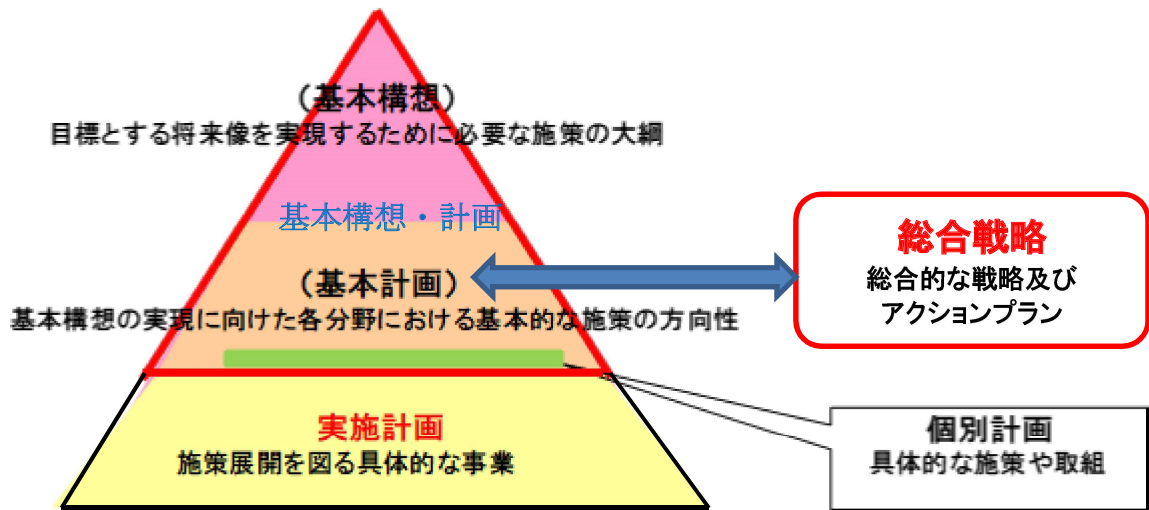 （基本構想）
目標とする将来像を実現するために必要な施策の大綱
基本構想・計画
（基本計画）
基本構想の実現に向けた各分野における基本的な施策の方向性
総合戦略
総合的な戦略及び
アクションプラン
実施計画
施策展開を図る具体的な事業
個別計画
具体的な施策や取組